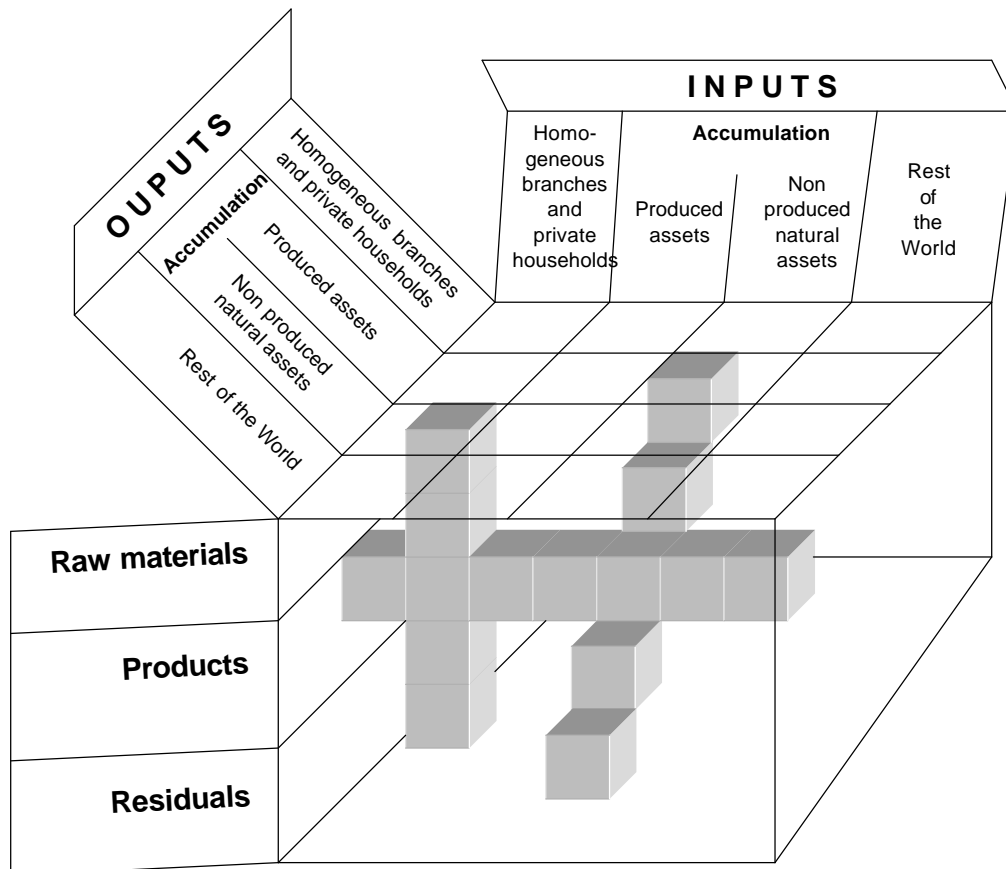 OUPUTS
Homogeneous branches
and private households
Accumulation
Produced assets
Non produced
natural assets
Rest of the World
INPUTS
Homo-
geneous
branches
and
private
households
Accumulation
Produced
assets
Non
produced
natural
assets
Rest
of
the
World
Raw materials
Products
Residuals